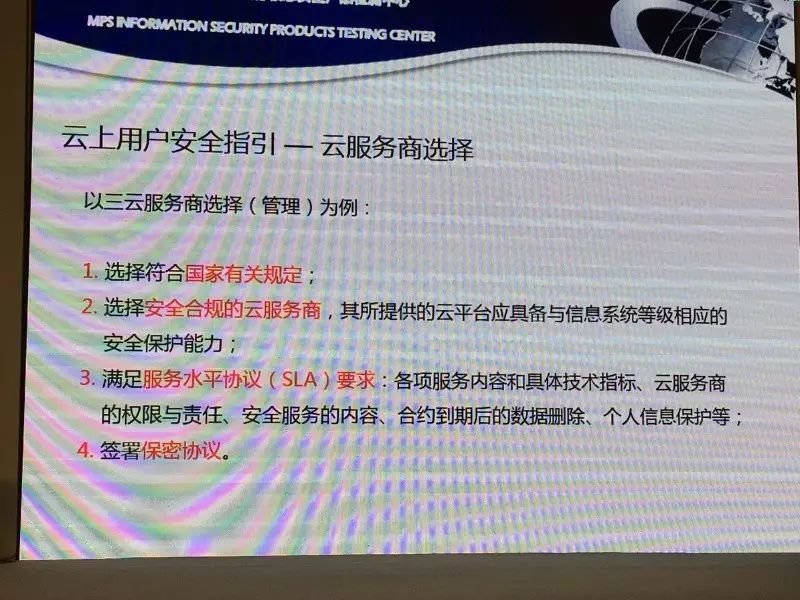 MPS INFORMATION SECURITY PRODUCTS TESTING CENTER
云上用户安全指引 — 云服务商选择
以三云服务商选择（管理）为例：
1. 选择符合国家有关规定；
2. 选择安全合规的云服务商，其所提供的云平台应具备与信息系统等级相应的
安全保护能力；
3. 满足服务水平协议（SLA）要求：各项服务内容和具体技术指标、云服务商
的权限与责任、安全服务的内容、合约到期后的数据删除、个人信息保护等；
4. 签署保密协议。